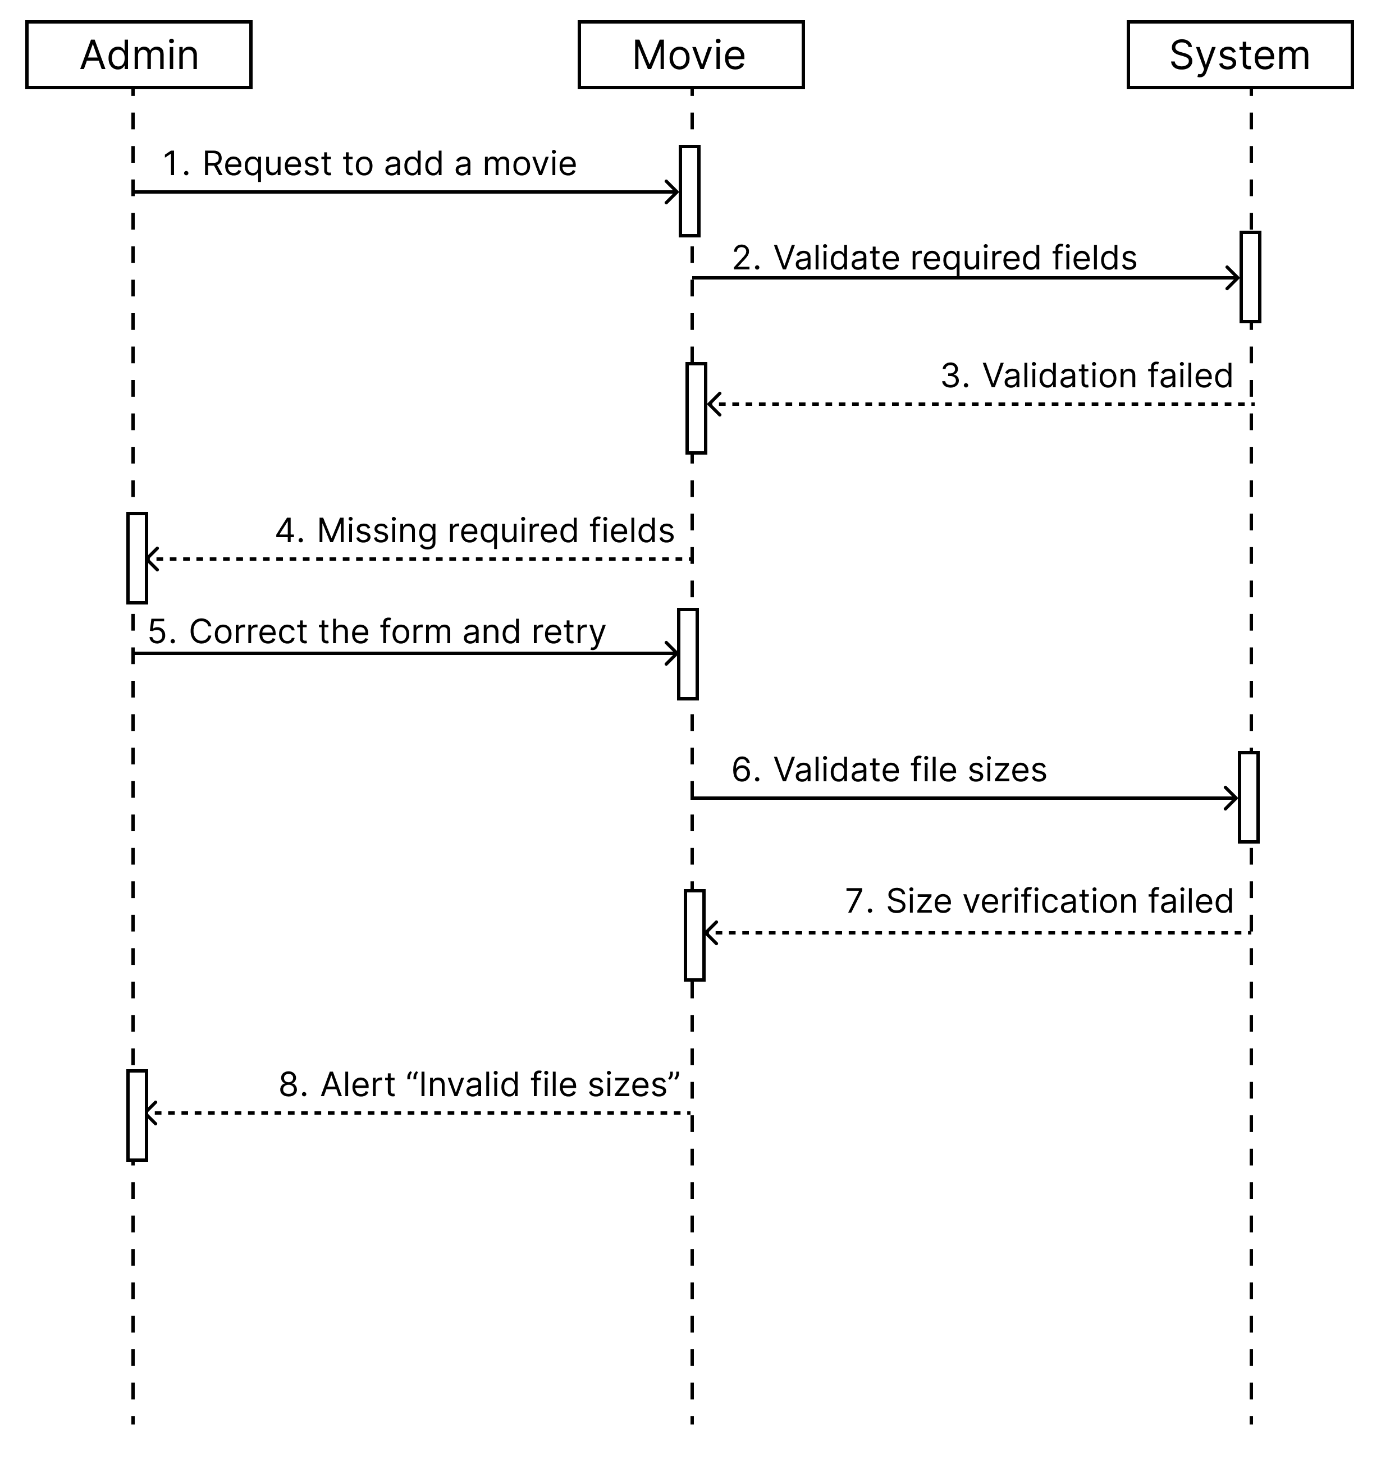 Admin
Movie
System
1. Request to add a movie
2. Validate required fields
3. Validation failed
4. Missing required fields
5. Correct the form and retry
6. Validate file sizes
7. Size verification failed
8. Alert “Invalid file sizes”